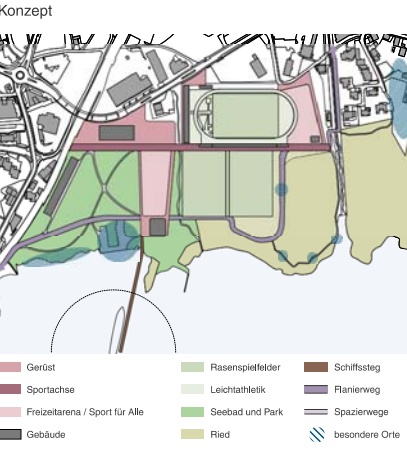 Konzept
Gerüst
Sportachse
Freizeitarena / Sport für Alle
Gebäude
Rasenspielfelder
Leichtathletik
Seebad und Park
Ried
Schiffssteg
Flanierweg
Spazierwege
besondere Orte